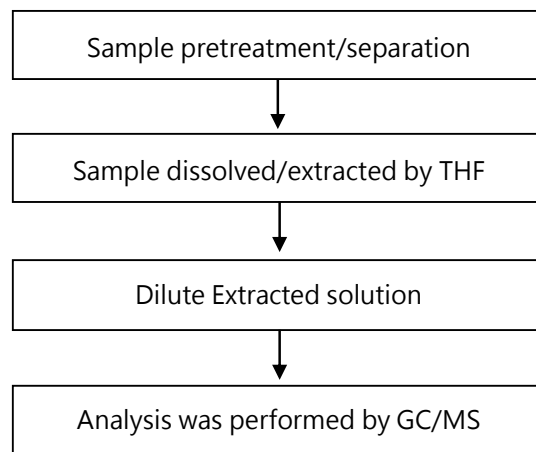 Sample pretreatment/separation
Sample dissolved/extracted by THF
Dilute Extracted solution
Analysis was performed by GC/MS